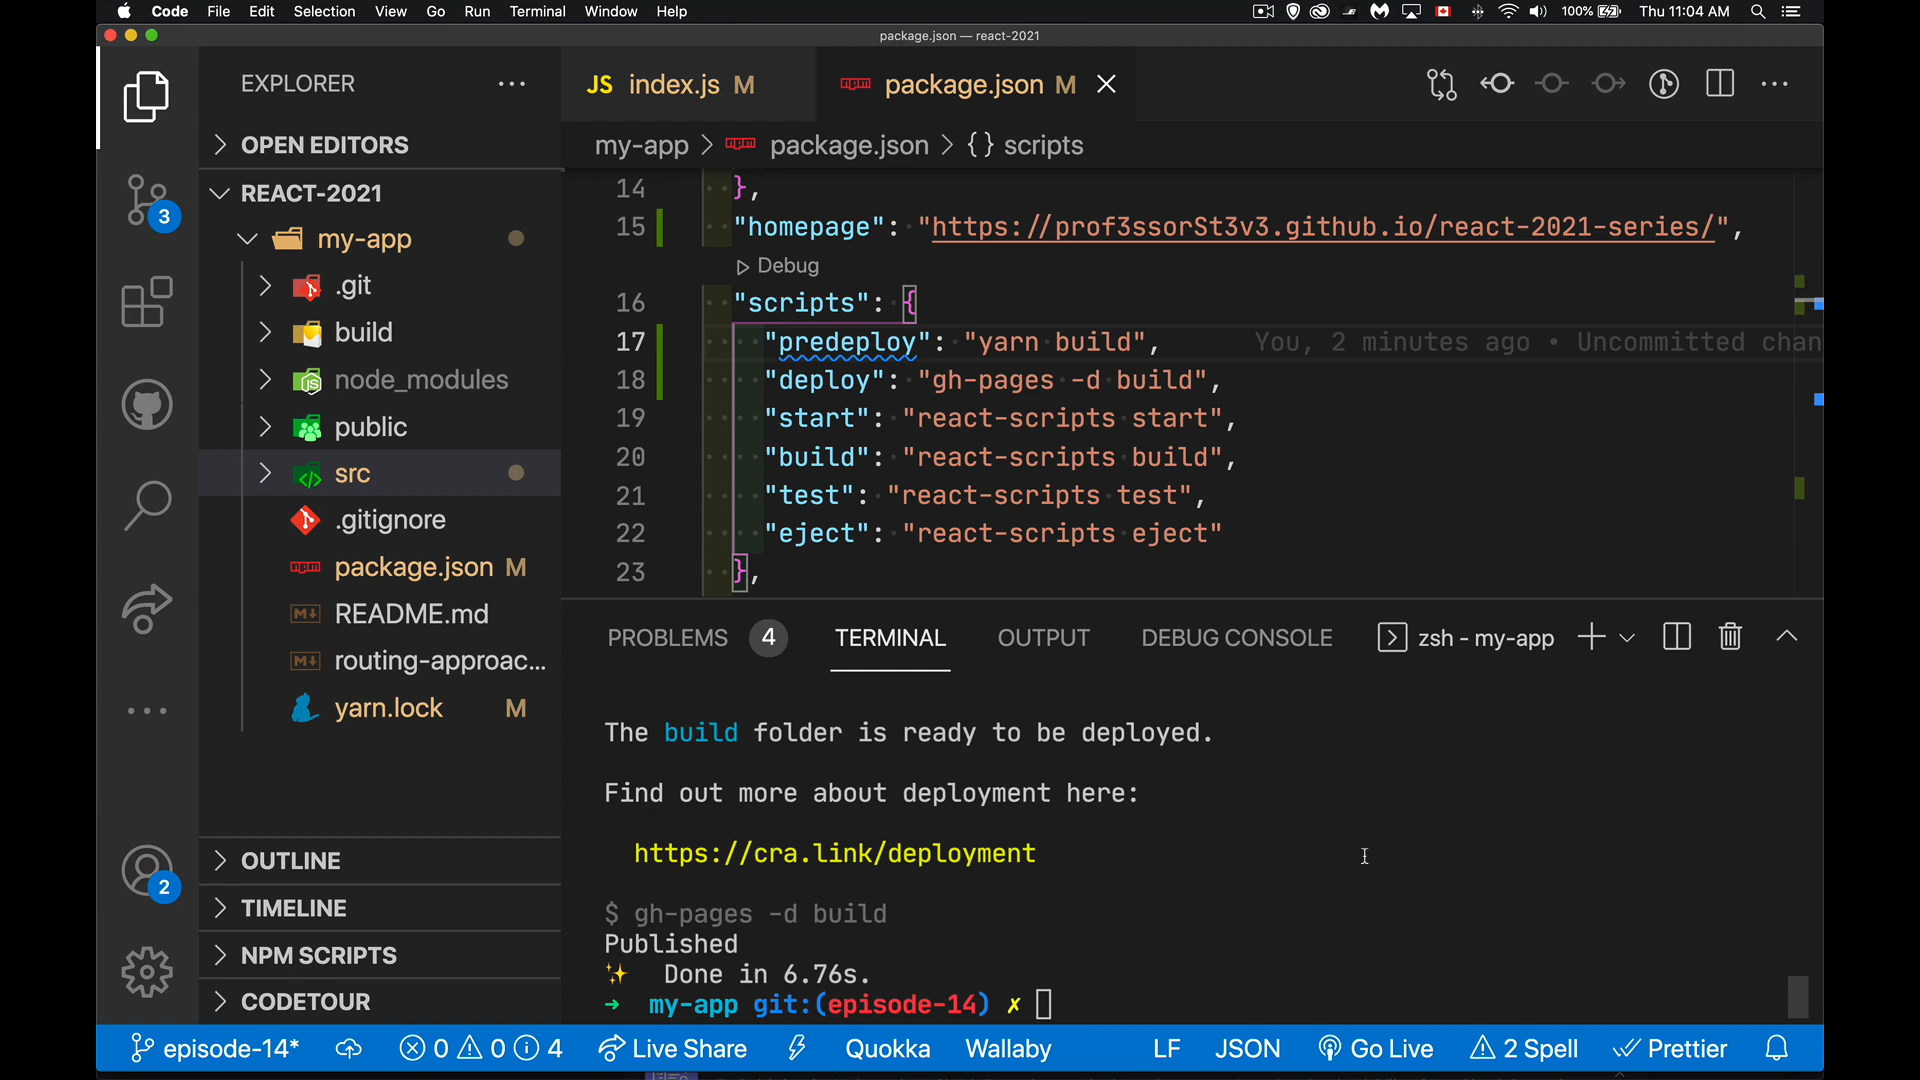 Code File Edit Selection View Go Run Terminal Window Help 100% Thu 11:04 AM
package.json — react-2021
EXPLORER
JS index.js M
npm package.json M
OPEN EDITORS
my-app > npm package.json > {} scripts
REACT-2021
my-app
.git
build
node_modules
public
src
.gitignore
npm package.json M
README.md
routing-approac...
yarn.lock M
OUTLINE
TIMELINE
NPM SCRIPTS
CODETOUR
3
2
14 },
15 "homepage": "https://prof3ssorSt3v3.github.io/react-2021-series/",
Debug
16 "scripts": {
17 "predeploy": "yarn build", You, 2 minutes ago • Uncommitted chan
18 "deploy": "gh-pages -d build",
19 "start": "react-scripts start",
20 "build": "react-scripts build",
21 "test": "react-scripts test",
22 "eject": "react-scripts eject"
23 },
PROBLEMS 4 TERMINAL OUTPUT DEBUG CONSOLE zsh - my-app
The build folder is ready to be deployed.
Find out more about deployment here:
https://cra.link/deployment
$ gh-pages -d build
Published
✨ Done in 6.76s.
➜ my-app git:(episode-14) ✗
episode-14* 0 0 4 Live Share Quokka Wallaby LF JSON Go Live 2 Spell Prettier